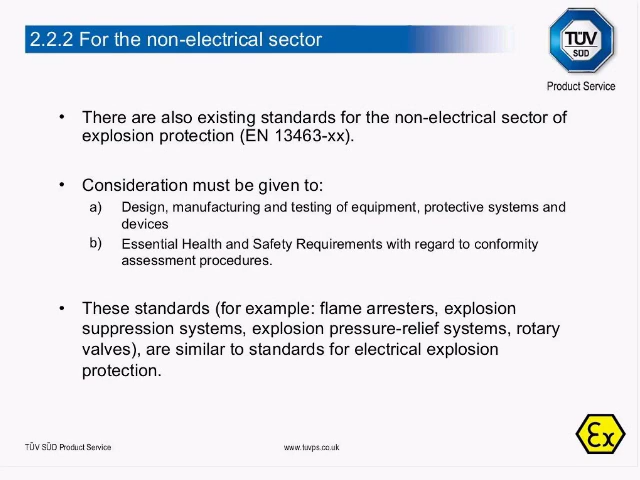 2.2.2 For the non-electrical sector
TÜV
SÜD
Product Service
• There are also existing standards for the non-electrical sector of
explosion protection (EN 13463-xx).
• Consideration must be given to:
a) Design, manufacturing and testing of equipment, protective systems and
devices
b) Essential Health and Safety Requirements with regard to conformity
assessment procedures.
• These standards (for example: flame arresters, explosion
suppression systems, explosion pressure-relief systems, rotary
valves), are similar to standards for electrical explosion
protection.
Ex
TÜV SÜD Product Service
www.tuvps.co.uk